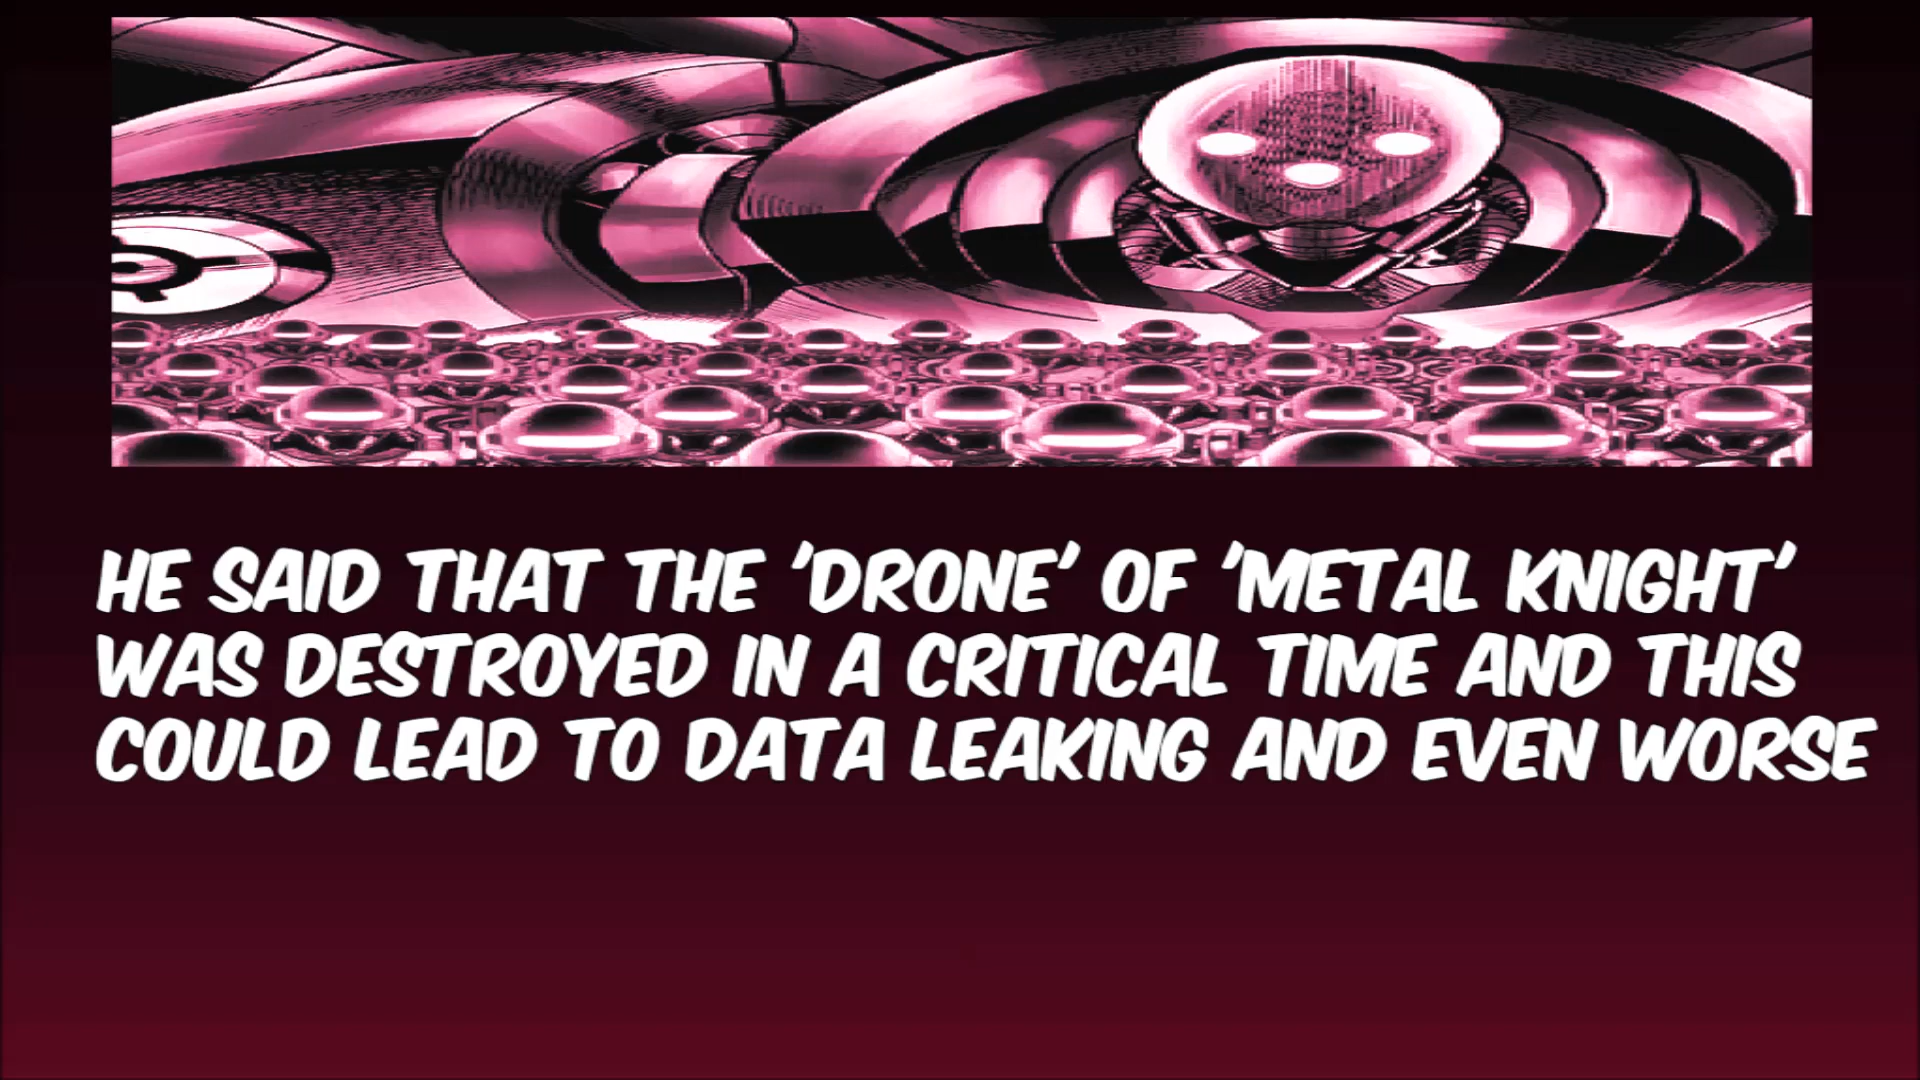 HE SAID THAT THE 'DRONE' OF 'METAL KNIGHT'
WAS DESTROYED IN A CRITICAL TIME AND THIS
COULD LEAD TO DATA LEAKING AND EVEN WORSE